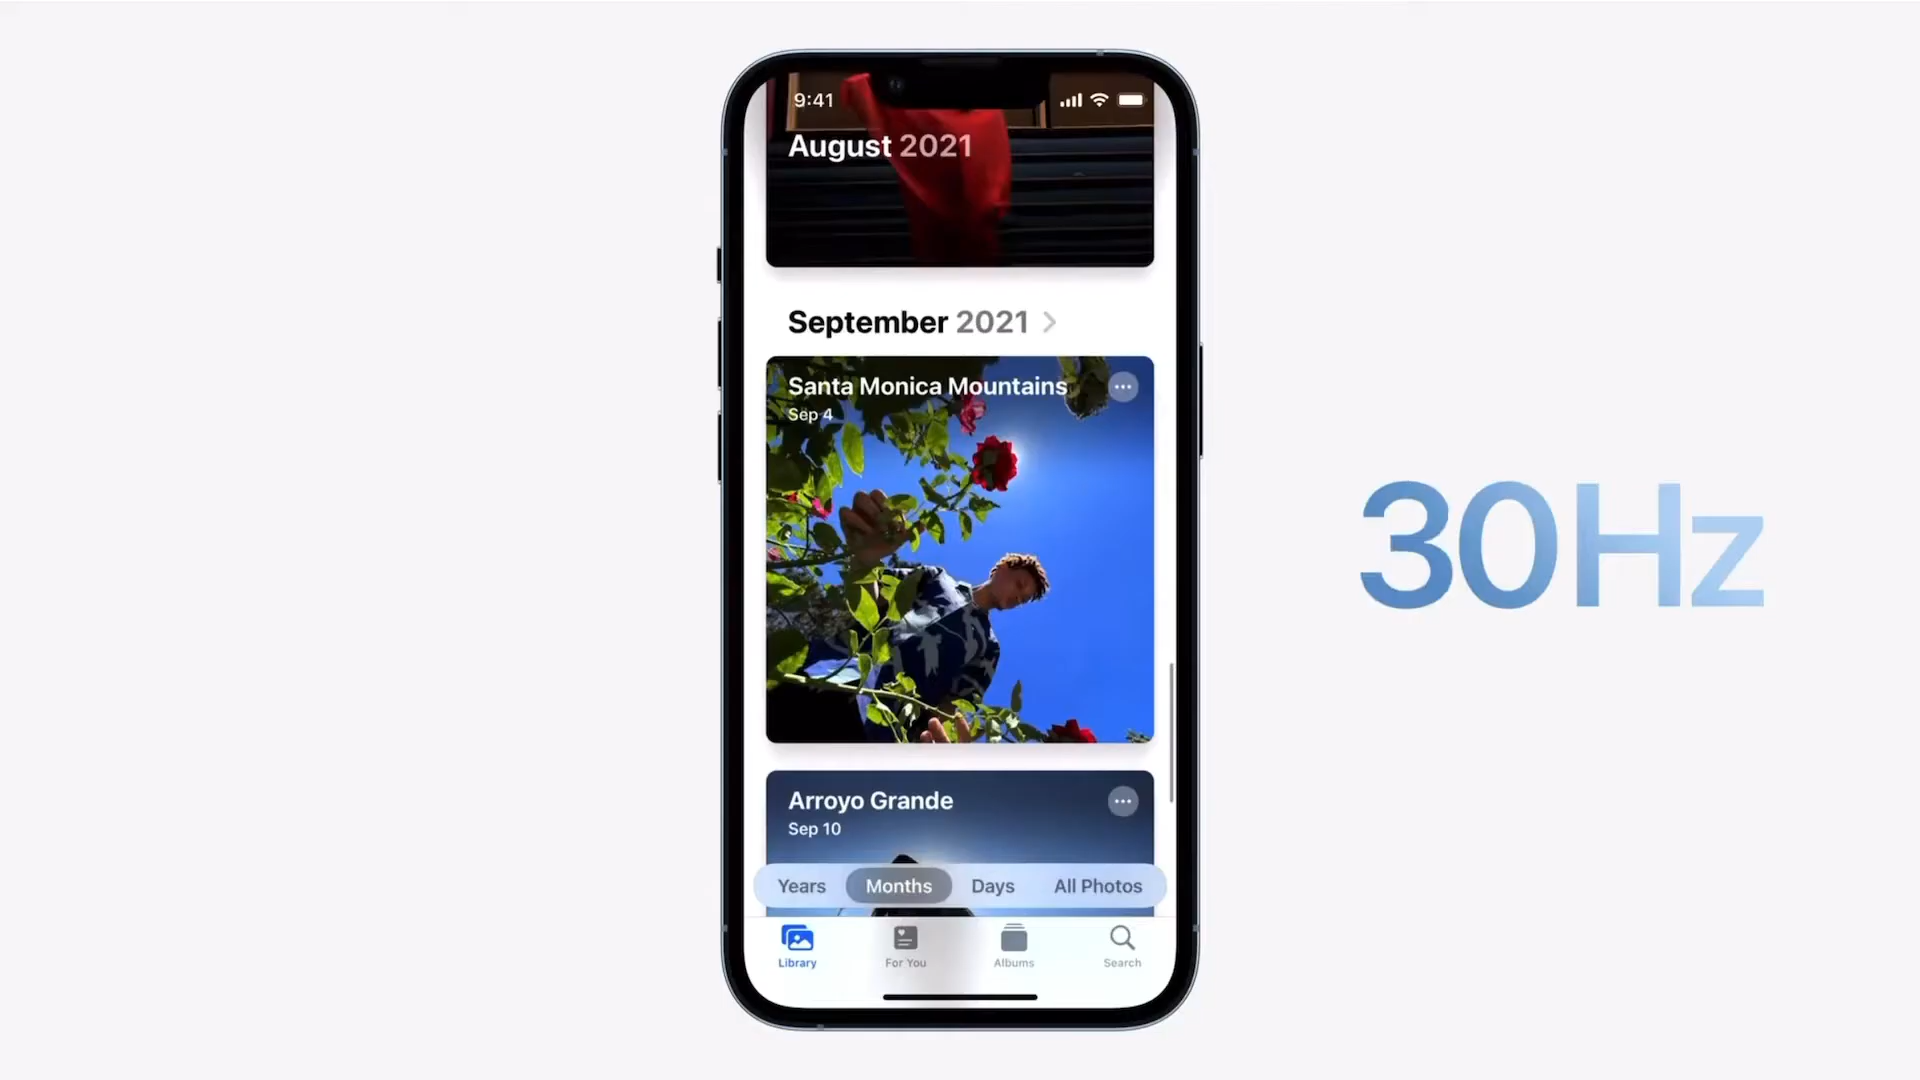 9:41
August 2021
September 2021
Santa Monica Mountains
Sep 4
Arroyo Grande
Sep 10
Years Months Days All Photos
Library For You Albums Search
30Hz